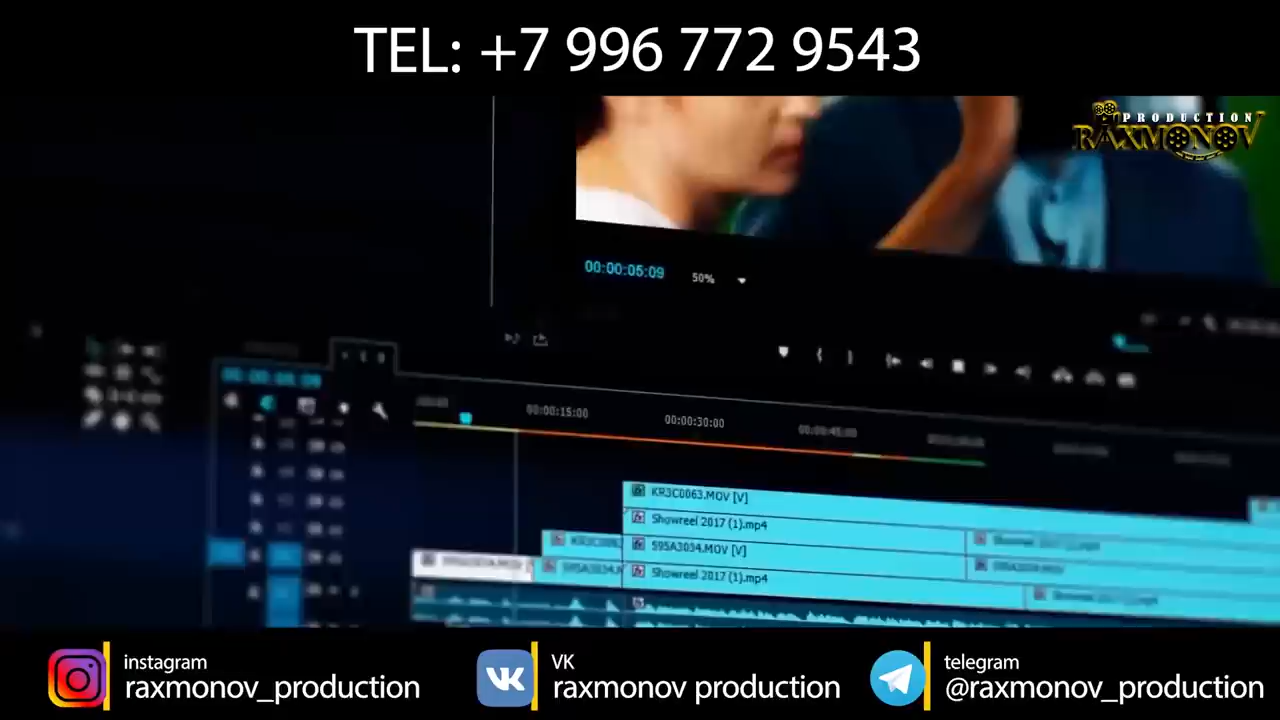 TEL: +7 996 772 9543
PRODUCTION
RAXMONOV
00:00:05:09
50%
00:00:15:00
00:00:30:00
00:00:45:00
KR3C0063.MOV [V]
Showreel 2017 (1).mp4
S95A3034.MOV [V]
Showreel 2017 (1).mp4
instagram
raxmonov_production
VK
raxmonov production
telegram
@raxmonov_production